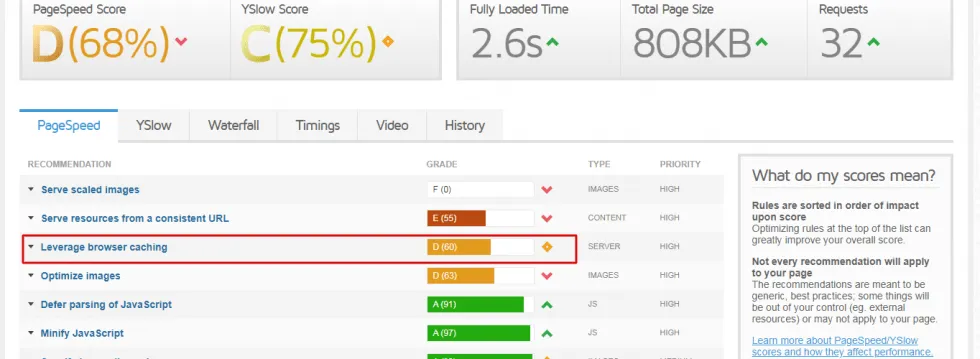 PageSpeed Score YSlow Score Fully Loaded Time Total Page Size Requests
D(68%) C(75%) 2.6s 808KB 32
PageSpeed YSlow Waterfall Timings Video History
RECOMMENDATION GRADE TYPE PRIORITY
Serve scaled images F (0) IMAGES HIGH
Serve resources from a consistent URL E (55) CONTENT HIGH
Leverage browser caching D (60) SERVER HIGH
Optimize images D (63) IMAGES HIGH
Defer parsing of JavaScript A (91) JS HIGH
Minify JavaScript A (97) JS HIGH
What do my scores mean?
Rules are sorted in order of impact
upon score
Optimizing rules at the top of the list can
greatly improve your overall score.
Not every recommendation will apply
to your page
The recommendations are meant to be
generic, best practices; some things will
be out of your control (eg. external
resources) or may not apply to your page.
Learn more about PageSpeed/YSlow
scores and how they affect performance.